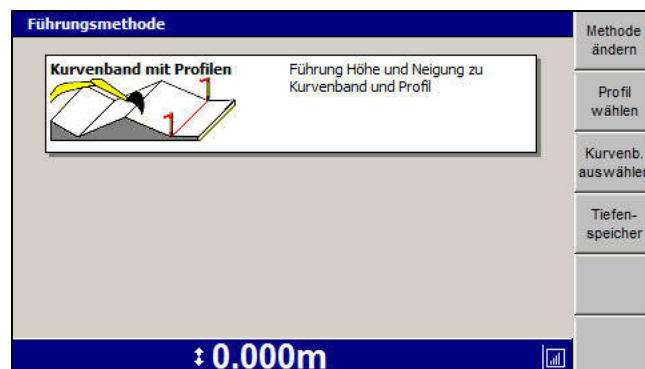 Führungsmethode
Kurvenband mit Profilen
Führung Höhe und Neigung zu
Kurvenband und Profil
Methode
ändern
Profil
wählen
Kurvenb.
auswählen
Tiefen-
speicher
0.000m